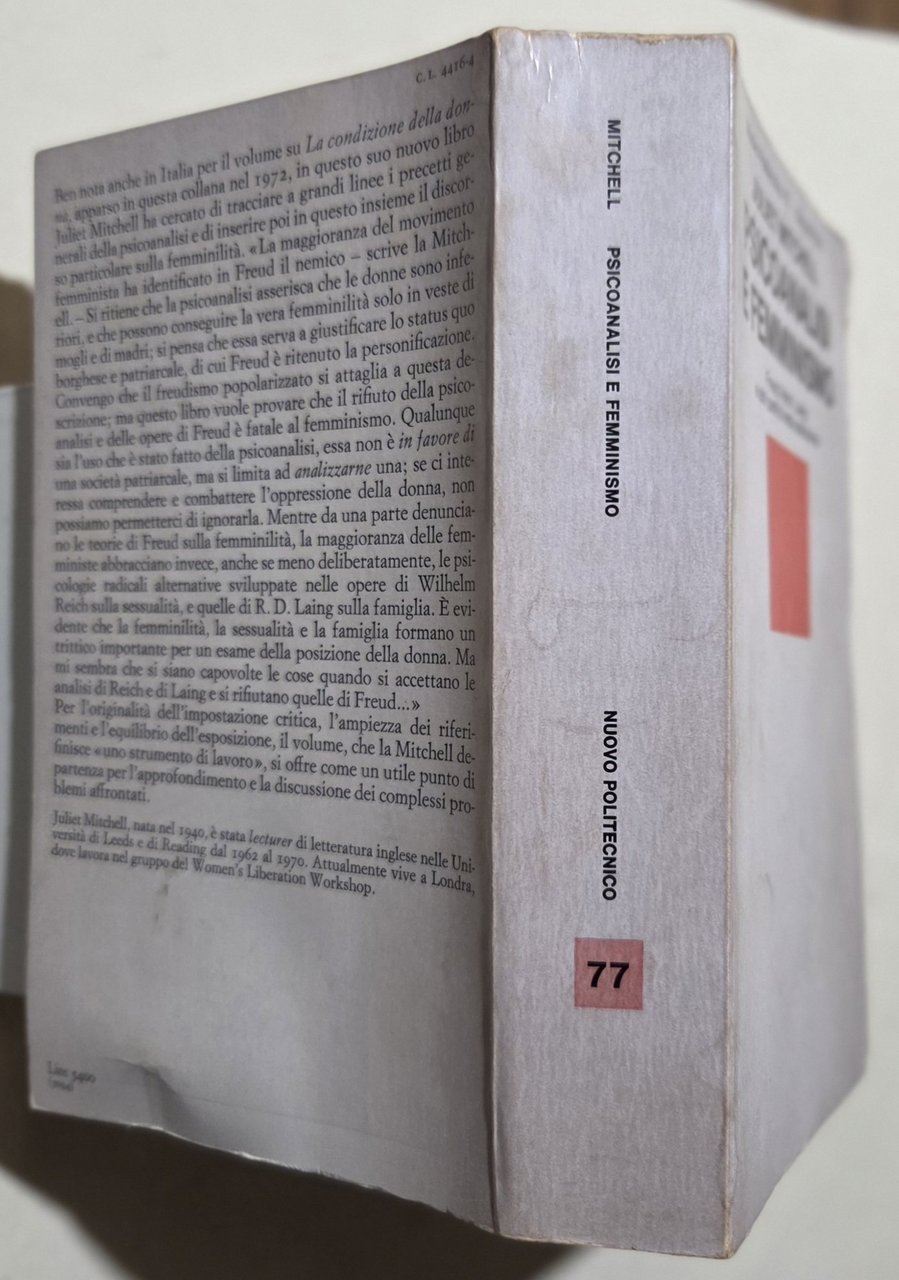 C. L. 4416-4
Ben nota anche in Italia per il volume su La condizione della don-
na, apparso in questa collana nel 1972, in questo suo nuovo libro
Juliet Mitchell ha cercato di tracciare a grandi linee i precetti ge-
nerali della psicoanalisi e di inserire poi in questo insieme il discor-
so particolare sulla femminilità. «La maggioranza del movimento
femminista ha identificato in Freud il nemico – scrive la Mitch-
ell. – Si ritiene che la psicoanalisi asserisca che le donne sono infe-
riori, e che possono conseguire la vera femminilità solo in veste di
mogli e di madri; si pensa che essa serva a giustificare lo status quo
borghese e patriarcale, di cui Freud è ritenuto la personificazione.
Convengo che il freudismo popolarizzato si attaglia a questa de-
scrizione; ma questo libro vuole provare che il rifiuto della psico-
analisi e delle opere di Freud è fatale al femminismo. Qualunque
sia l'uso che è stato fatto della psicoanalisi, essa non è in favore di
una società patriarcale, ma si limita ad analizzarne una; se ci inte-
ressa comprendere e combattere l'oppressione della donna, non
possiamo permetterci di ignorarla. Mentre da una parte denuncia-
no le teorie di Freud sulla femminilità, la maggioranza delle fem-
ministe abbracciano invece, anche se meno deliberatamente, le psi-
cologie radicali alternative sviluppate nelle opere di Wilhelm
Reich sulla sessualità, e quelle di R. D. Laing sulla famiglia. È evi-
dente che la femminilità, la sessualità e la famiglia formano un
trittico importante per un esame della posizione della donna. Ma
mi sembra che si siano capovolte le cose quando si accettano le
analisi di Reich e di Laing e si rifiutano quelle di Freud...»
Per l'originalità dell'impostazione critica, l'ampiezza dei riferi-
menti e l'equilibrio dell'esposizione, il volume, che la Mitchell de-
finisce «uno strumento di lavoro», si offre come un utile punto di
partenza per l'approfondimento e la discussione dei complessi pro-
blemi affrontati.
Juliet Mitchell, nata nel 1940, è stata lecturer di letteratura inglese nelle Uni-
versità di Leeds e di Reading dal 1962 al 1970. Attualmente vive a Londra,
dove lavora nel gruppo del Women's Liberation Workshop.
Lire 5400
MITCHELL PSICOANALISI E FEMMINISMO NUOVO POLITECNICO
77
PSICOANALISI
E FEMMINISMO